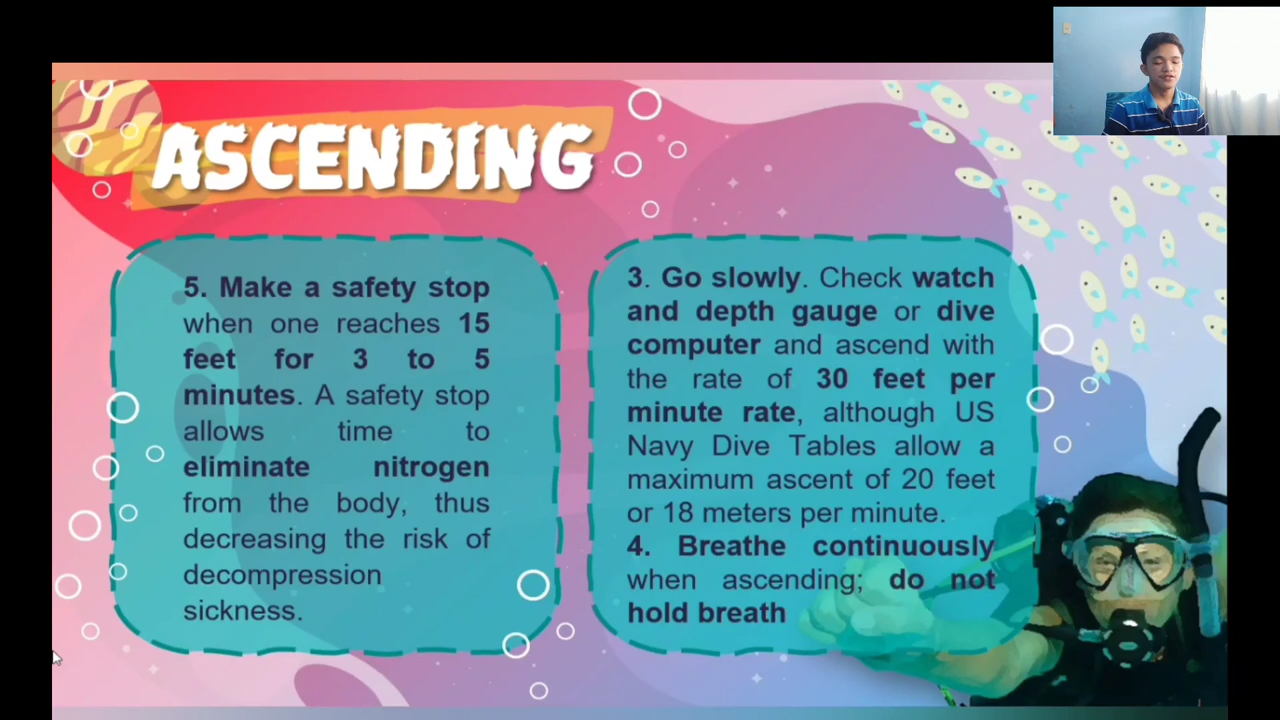 ASCENDING
5. Make a safety stop
when one reaches 15
feet for 3 to 5
minutes. A safety stop
allows time to
eliminate nitrogen
from the body, thus
decreasing the risk of
decompression
sickness.
3. Go slowly. Check watch
and depth gauge or dive
computer and ascend with
the rate of 30 feet per
minute rate, although US
Navy Dive Tables allow a
maximum ascent of 20 feet
or 18 meters per minute.
4. Breathe continuously
when ascending; do not
hold breath